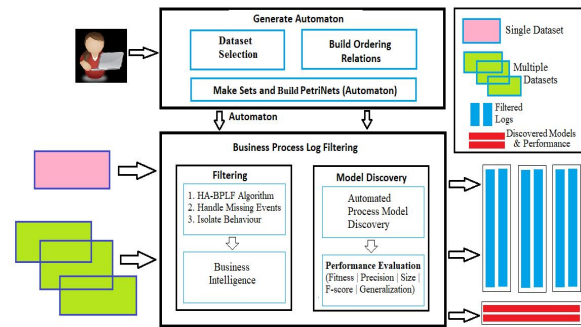 Generate Automaton
Dataset
Selection
Build Ordering
Relations
Make Sets and Build PetriNets (Automaton)
Automaton
Business Process Log Filtering
Filtering
1. HA-BPLF Algorithm
2. Handle Missing Events
3. Isolate Behaviour
Business
Intelligence
Model Discovery
Automated
Process Model
Discovery
Performance Evaluation
(Fitness | Precision | Size |
F-score | Generalization)
Single Dataset
Multiple
Datasets
Filtered
Logs
Discovered Models
& Performance